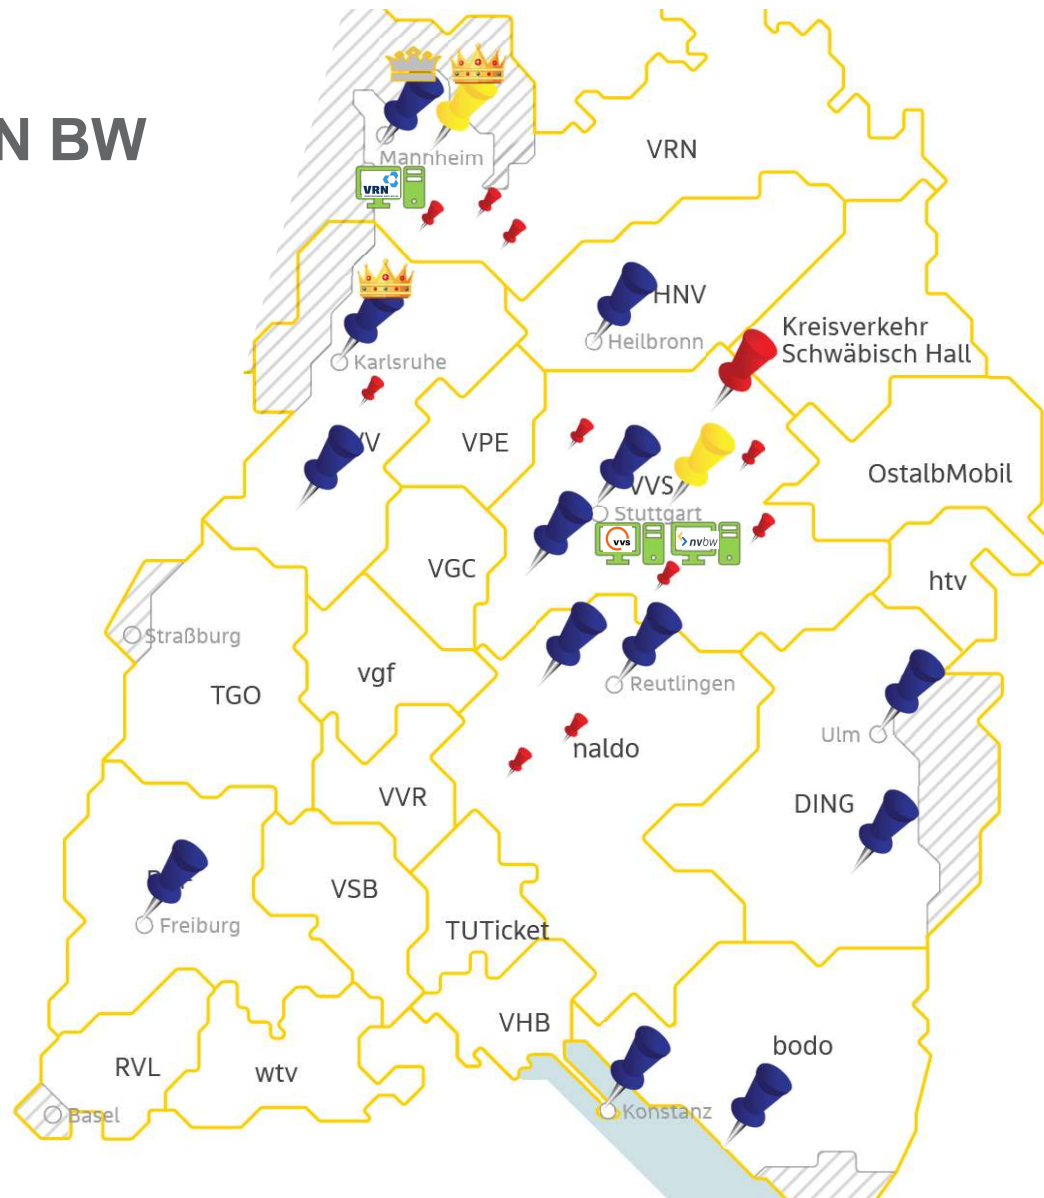 N BW
VRN
Mannheim
VRN
HNV
Heilbronn
Kreisverkehr
Schwäbisch Hall
Karlsruhe
VPE
VVS
OstalbMobil
Stuttgart
vvs
nvbw
VGC
htv
Straßburg
vgf
Reutlingen
TGO
Ulm
naldo
VVR
DING
VSB
Freiburg
TUTicket
VHB
bodo
RVL
wtv
Konstanz
Basel